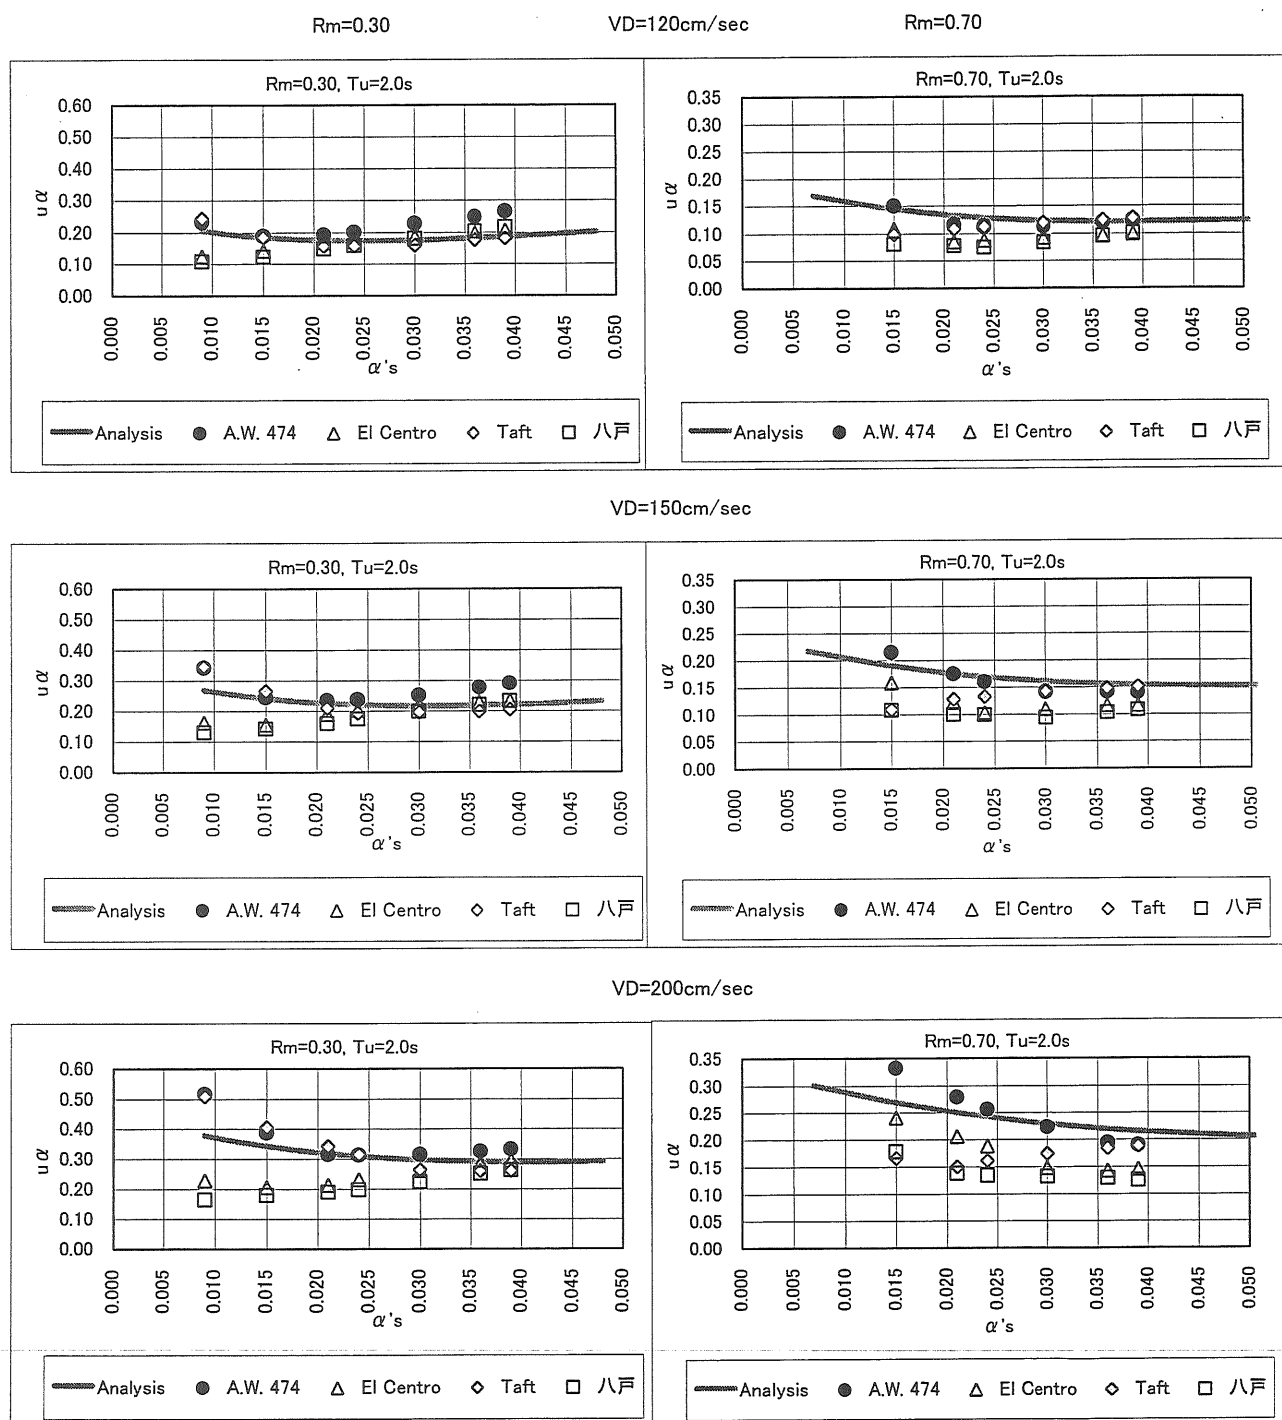 Rm=0.30 VD=120cm/sec Rm=0.70
Rm=0.30, Tu=2.0s
0.60
0.50
0.40
0.30
0.20
0.10
0.00
uα
0.000 0.005 0.010 0.015 0.020 0.025 0.030 0.035 0.040 0.045 0.050
α's
Analysis A.W. 474 El Centro Taft 八戸
Rm=0.70, Tu=2.0s
0.35
0.30
0.25
0.20
0.15
0.10
0.05
0.00
uα
0.000 0.005 0.010 0.015 0.020 0.025 0.030 0.035 0.040 0.045 0.050
α's
Analysis A.W. 474 El Centro Taft 八戸
VD=150cm/sec
Rm=0.30, Tu=2.0s
0.60
0.50
0.40
0.30
0.20
0.10
0.00
uα
0.000 0.005 0.010 0.015 0.020 0.025 0.030 0.035 0.040 0.045 0.050
α's
Analysis A.W. 474 El Centro Taft 八戸
Rm=0.70, Tu=2.0s
0.35
0.30
0.25
0.20
0.15
0.10
0.05
0.00
uα
0.000 0.005 0.010 0.015 0.020 0.025 0.030 0.035 0.040 0.045 0.050
α's
Analysis A.W. 474 El Centro Taft 八戸
VD=200cm/sec
Rm=0.30, Tu=2.0s
0.60
0.50
0.40
0.30
0.20
0.10
0.00
uα
0.000 0.005 0.010 0.015 0.020 0.025 0.030 0.035 0.040 0.045 0.050
α's
Analysis A.W. 474 El Centro Taft 八戸
Rm=0.70, Tu=2.0s
0.35
0.30
0.25
0.20
0.15
0.10
0.05
0.00
uα
0.000 0.005 0.010 0.015 0.020 0.025 0.030 0.035 0.040 0.045 0.050
α's
Analysis A.W. 474 El Centro Taft 八戸